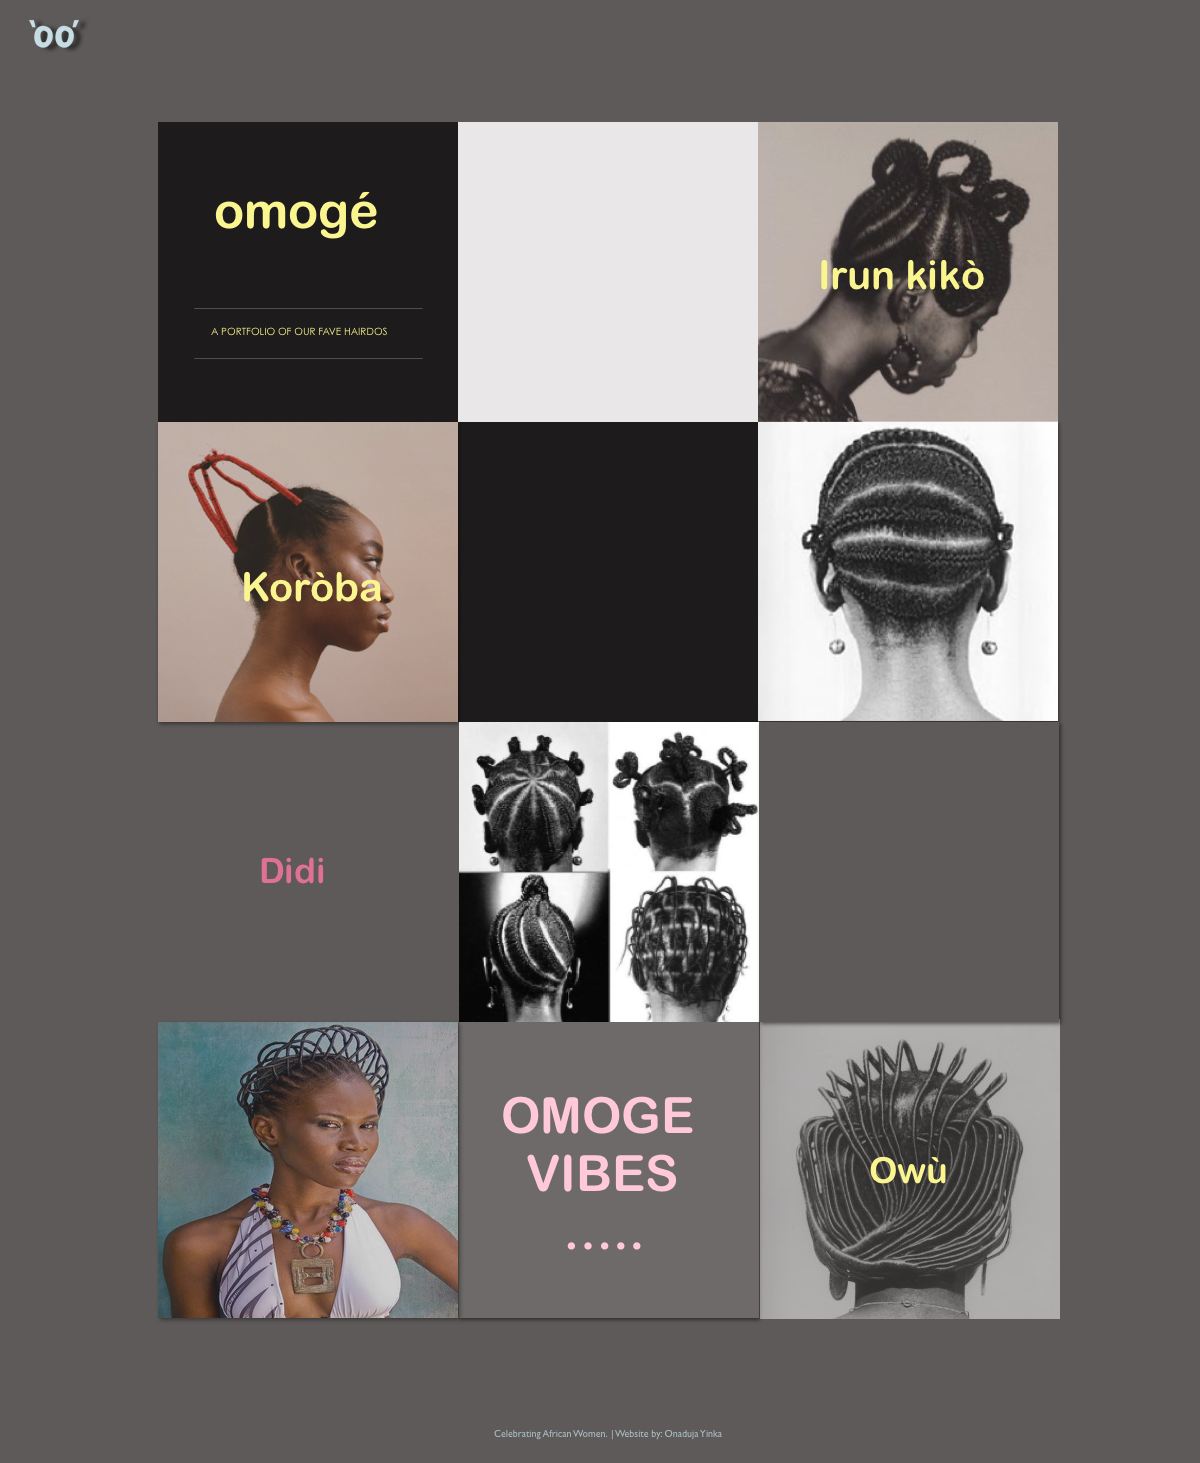 'oo'
omogé
A PORTFOLIO OF OUR FAVE HAIRDOS
Irun kikò
Koròba
Didi
OMOGE
VIBES
.....
Owù
Celebrating African Women. | Website by: Onaduja Yinka